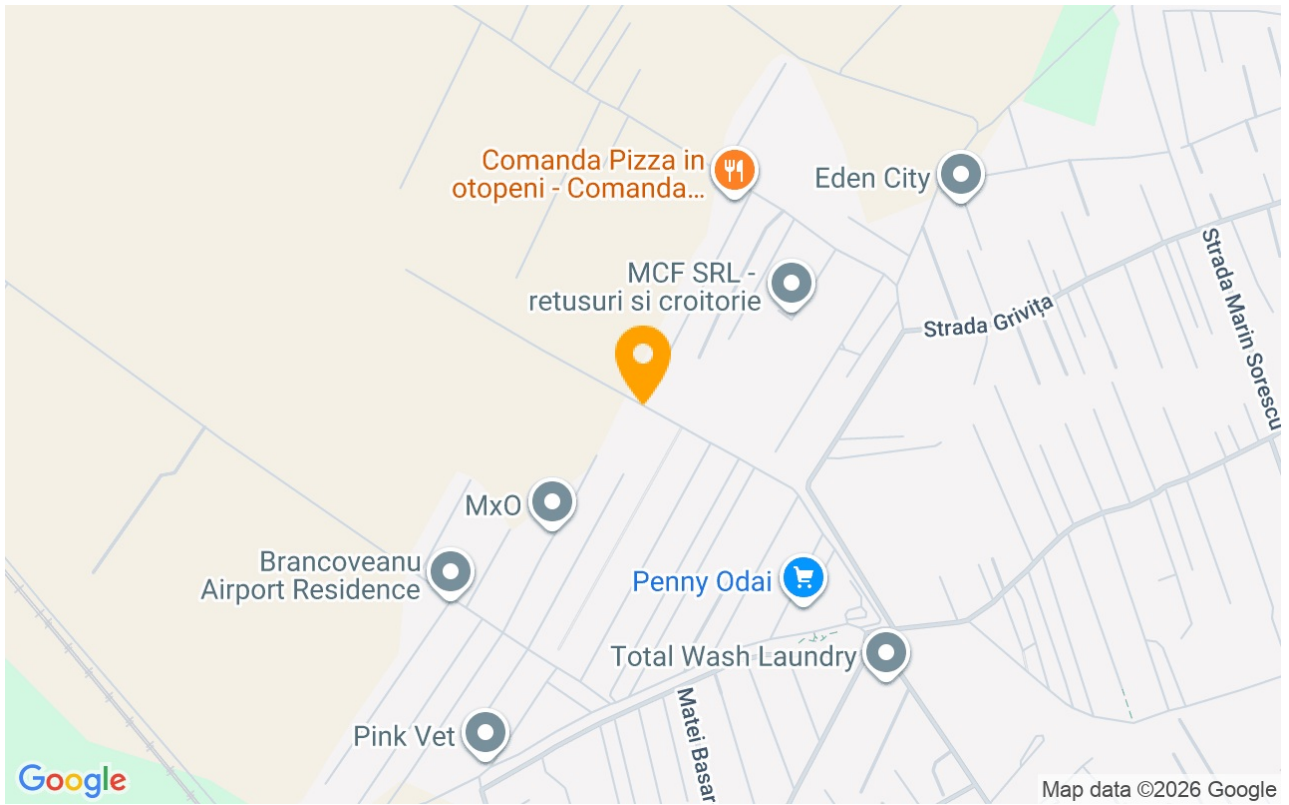 Comanda Pizza in
otopeni - Comanda...
Eden City
MCF SRL -
retusuri si croitorie
Strada Grivița
Strada Marin Sorescu
MxO
Brancoveanu
Airport Residence
Penny Odai
Total Wash Laundry
Matei Basar
Pink Vet
Google
Map data ©2026 Google